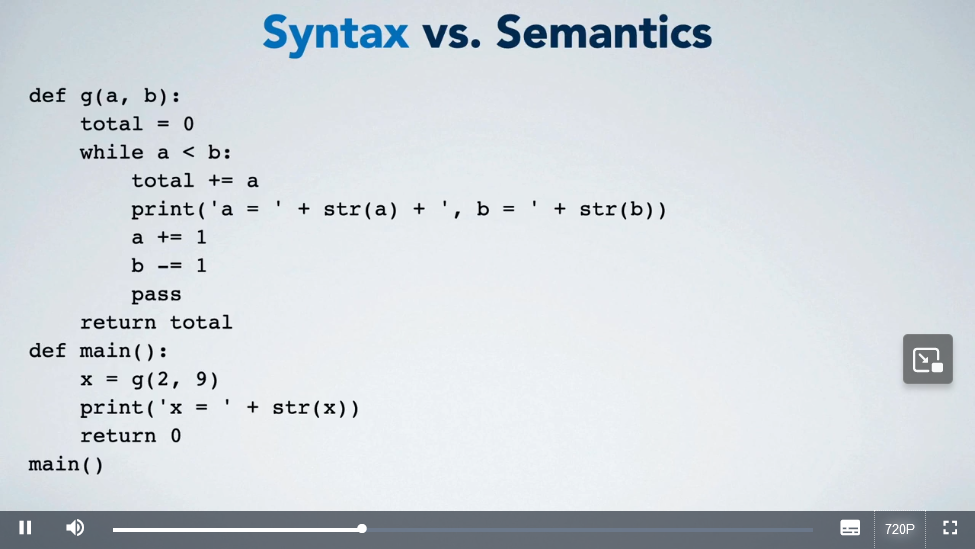 Syntax vs. Semantics
def g(a, b):
    total = 0
    while a < b:
        total += a
        print('a = ' + str(a) + ', b = ' + str(b))
        a += 1
        b -= 1
        pass
    return total
def main():
    x = g(2, 9)
    print('x = ' + str(x))
    return 0
main()
720P